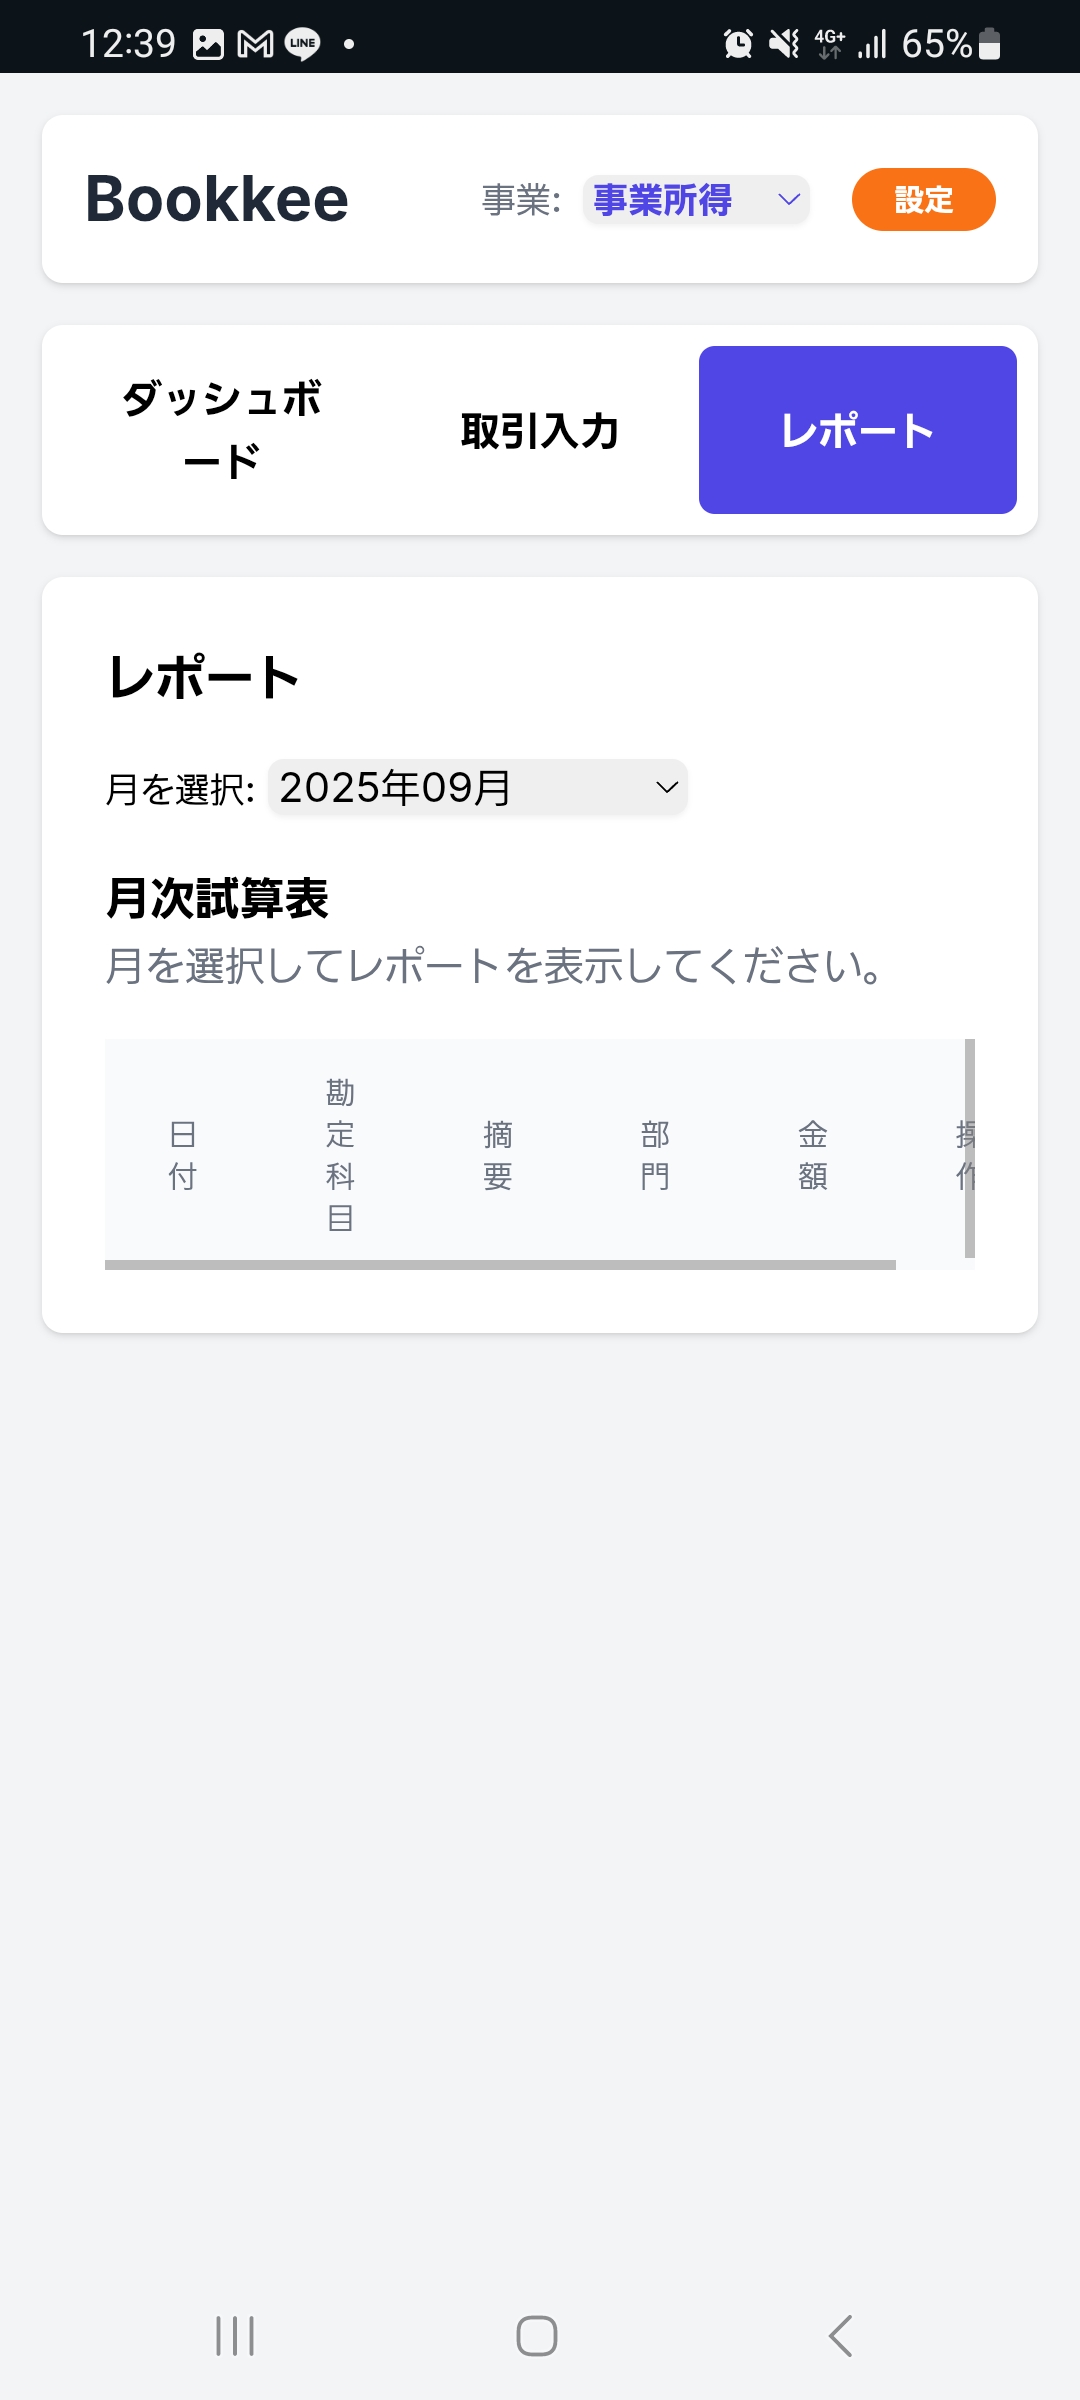 12:39 LINE 4G+ 65%
Bookkee 事業: 事業所得 設定
ダッシュボ
ード
取引入力
レポート
レポート
月を選択: 2025年09月
月次試算表
月を選択してレポートを表示してください。
日付 勘定科目 摘要 部門 金額 操作